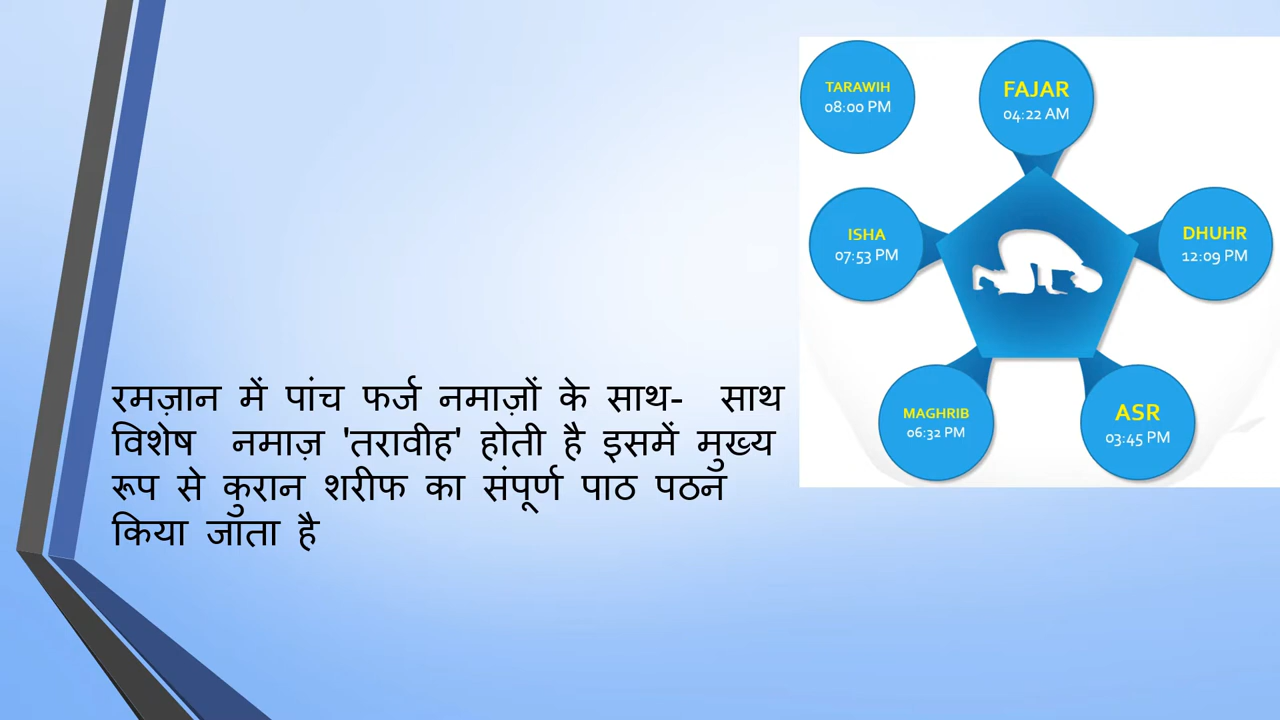 TARAWIH
08:00 PM
FAJAR
04:22 AM
ISHA
07:53 PM
DHUHR
12:09 PM
MAGHRIB
06:32 PM
ASR
03:45 PM
रमज़ान में पांच फर्ज नमाज़ों के साथ- साथ
विशेष नमाज़ 'तरावीह' होती है इसमें मुख्य
रूप से कुरान शरीफ का संपूर्ण पाठ पठन
किया जाता है